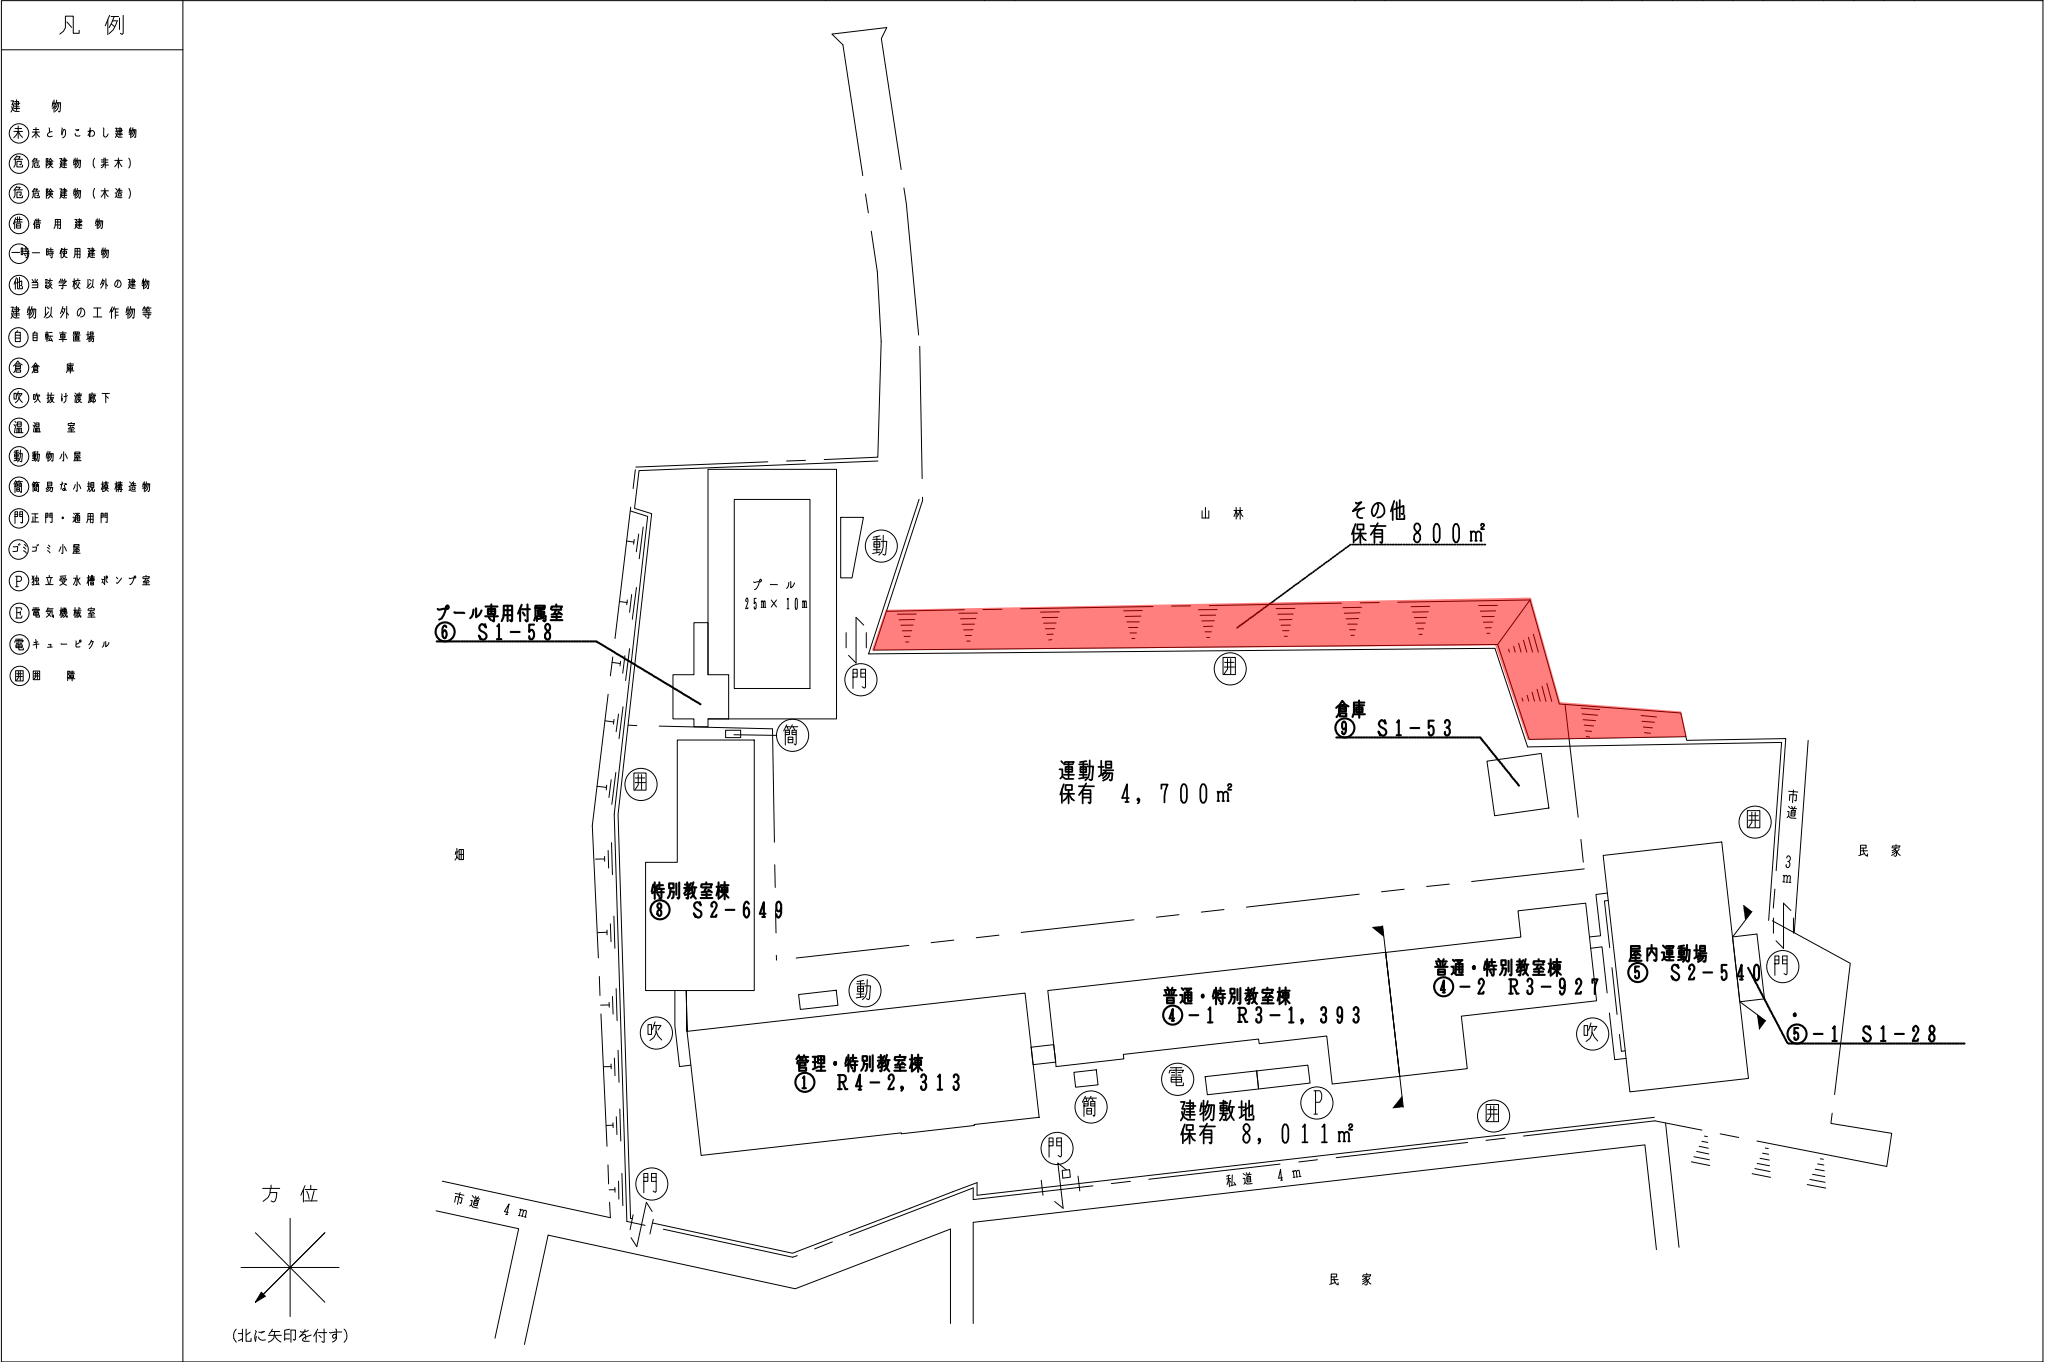 凡 例
建 物
未 未とりこわし建物
危 危険建物（非木）
危 危険建物（木造）
借 借用建物
一時 一時使用建物
他 当該学校以外の建物
建物以外の工作物等
自 自転車置場
倉 倉 庫
吹 吹抜け渡廊下
温 温 室
動 動物小屋
簡 簡易な小規模構造物
門 正門・通用門
ゴミ ゴミ小屋
P 独立受水槽ポンプ室
E 電気機械室
電 キュービクル
囲 囲 障
山 林
その他
保有 800㎡
動
プール
25m×10m
プール専用付属室
⑥ S1-58
門
囲
簡
倉庫
⑨ S1-53
運動場
保有 4,700㎡
囲
囲
市道 3m
民 家
畑
特別教室棟
⑧ S2-649
動
吹
管理・特別教室棟
① R4-2,313
普通・特別教室棟
④-1 R3-1,393
普通・特別教室棟
④-2 R3-927
屋内運動場
⑤ S2-540
門
吹
⑤-1 S1-28
電
簡
P
建物敷地
保有 8,011㎡
囲
門
門
私道 4m
市道 4m
民 家
方 位
(北に矢印を付す)